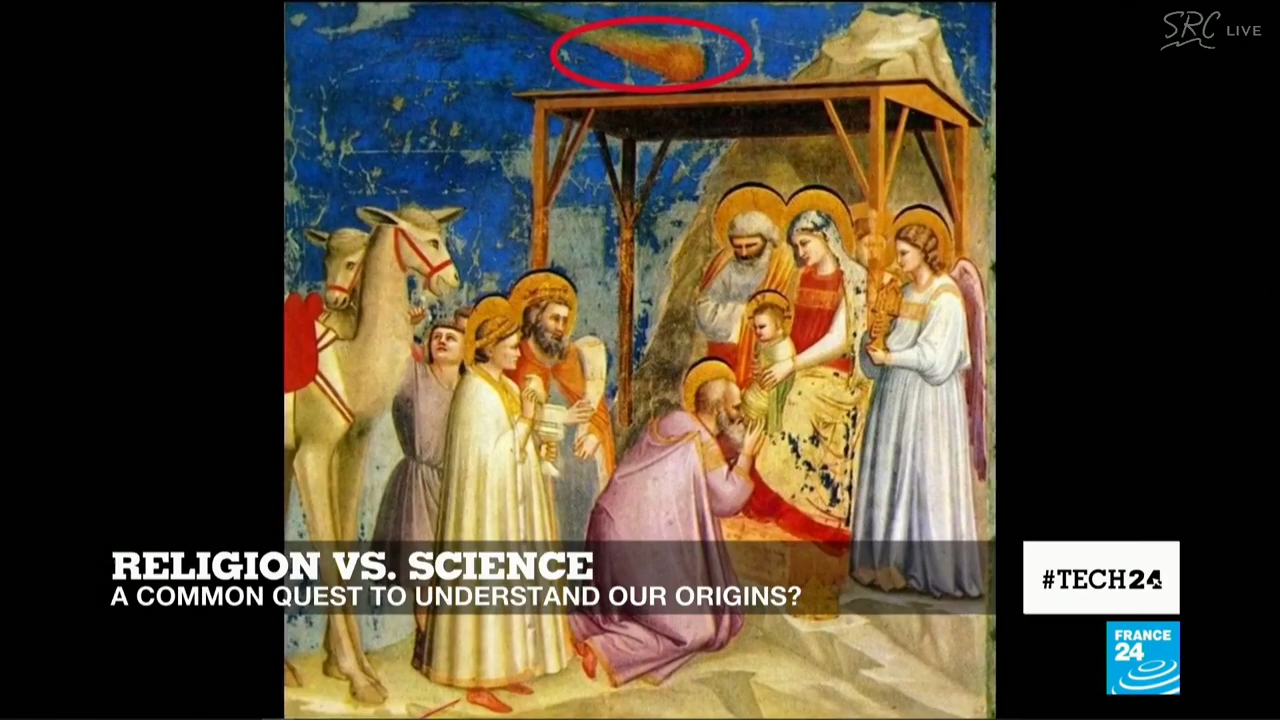 SRC LIVE
RELIGION VS. SCIENCE
A COMMON QUEST TO UNDERSTAND OUR ORIGINS?
#TECH24
FRANCE
24